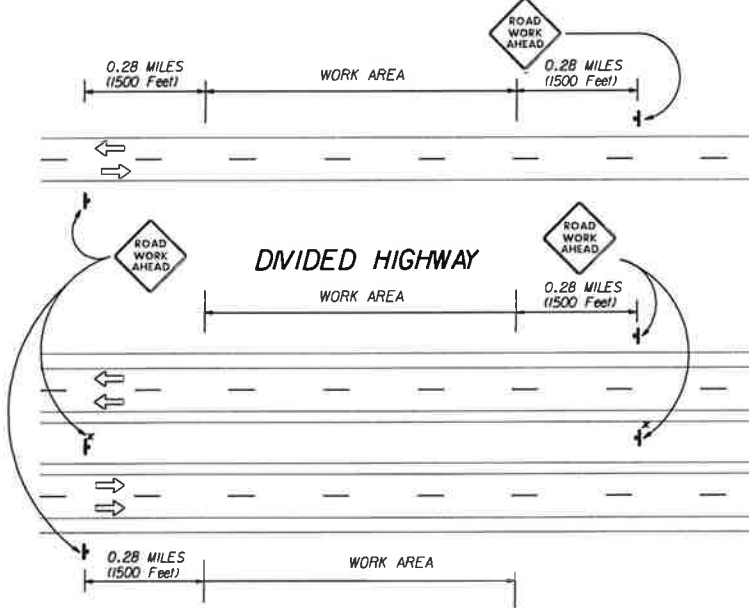 ROAD
WORK
AHEAD
0.28 MILES
(1500 Feet)
WORK AREA
0.28 MILES
(1500 Feet)
ROAD
WORK
AHEAD
DIVIDED HIGHWAY
ROAD
WORK
AHEAD
WORK AREA
0.28 MILES
(1500 Feet)
x
x
0.28 MILES
(1500 Feet)
WORK AREA